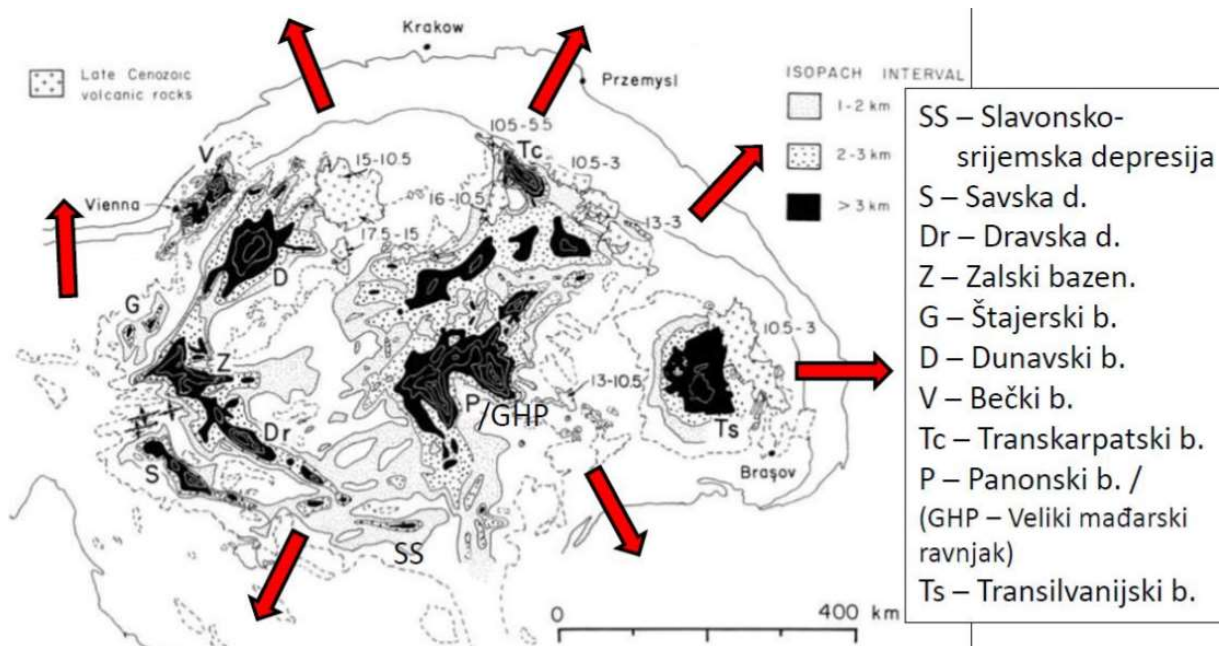 Krakow
Przemysl
Late Cenozoic
volcanic rocks
ISOPACH INTERVAL
1-2 km
2-3 km
> 3 km
10.5-5.5
Tc
V
15-10.5
10.5-3
Vienna
16-10.5
13-3
17.5-15
D
G
10.5-3
Z
13-10.5
P
/GHP
Dr
Ts
S
Braşov
SS
0
400 km
SS – Slavonsko-
srijemska depresija
S – Savska d.
Dr – Dravska d.
Z – Zalski bazen.
G – Štajerski b.
D – Dunavski b.
V – Bečki b.
Tc – Transkarpatski b.
P – Panonski b. /
(GHP – Veliki mađarski
ravnjak)
Ts – Transilvanijski b.